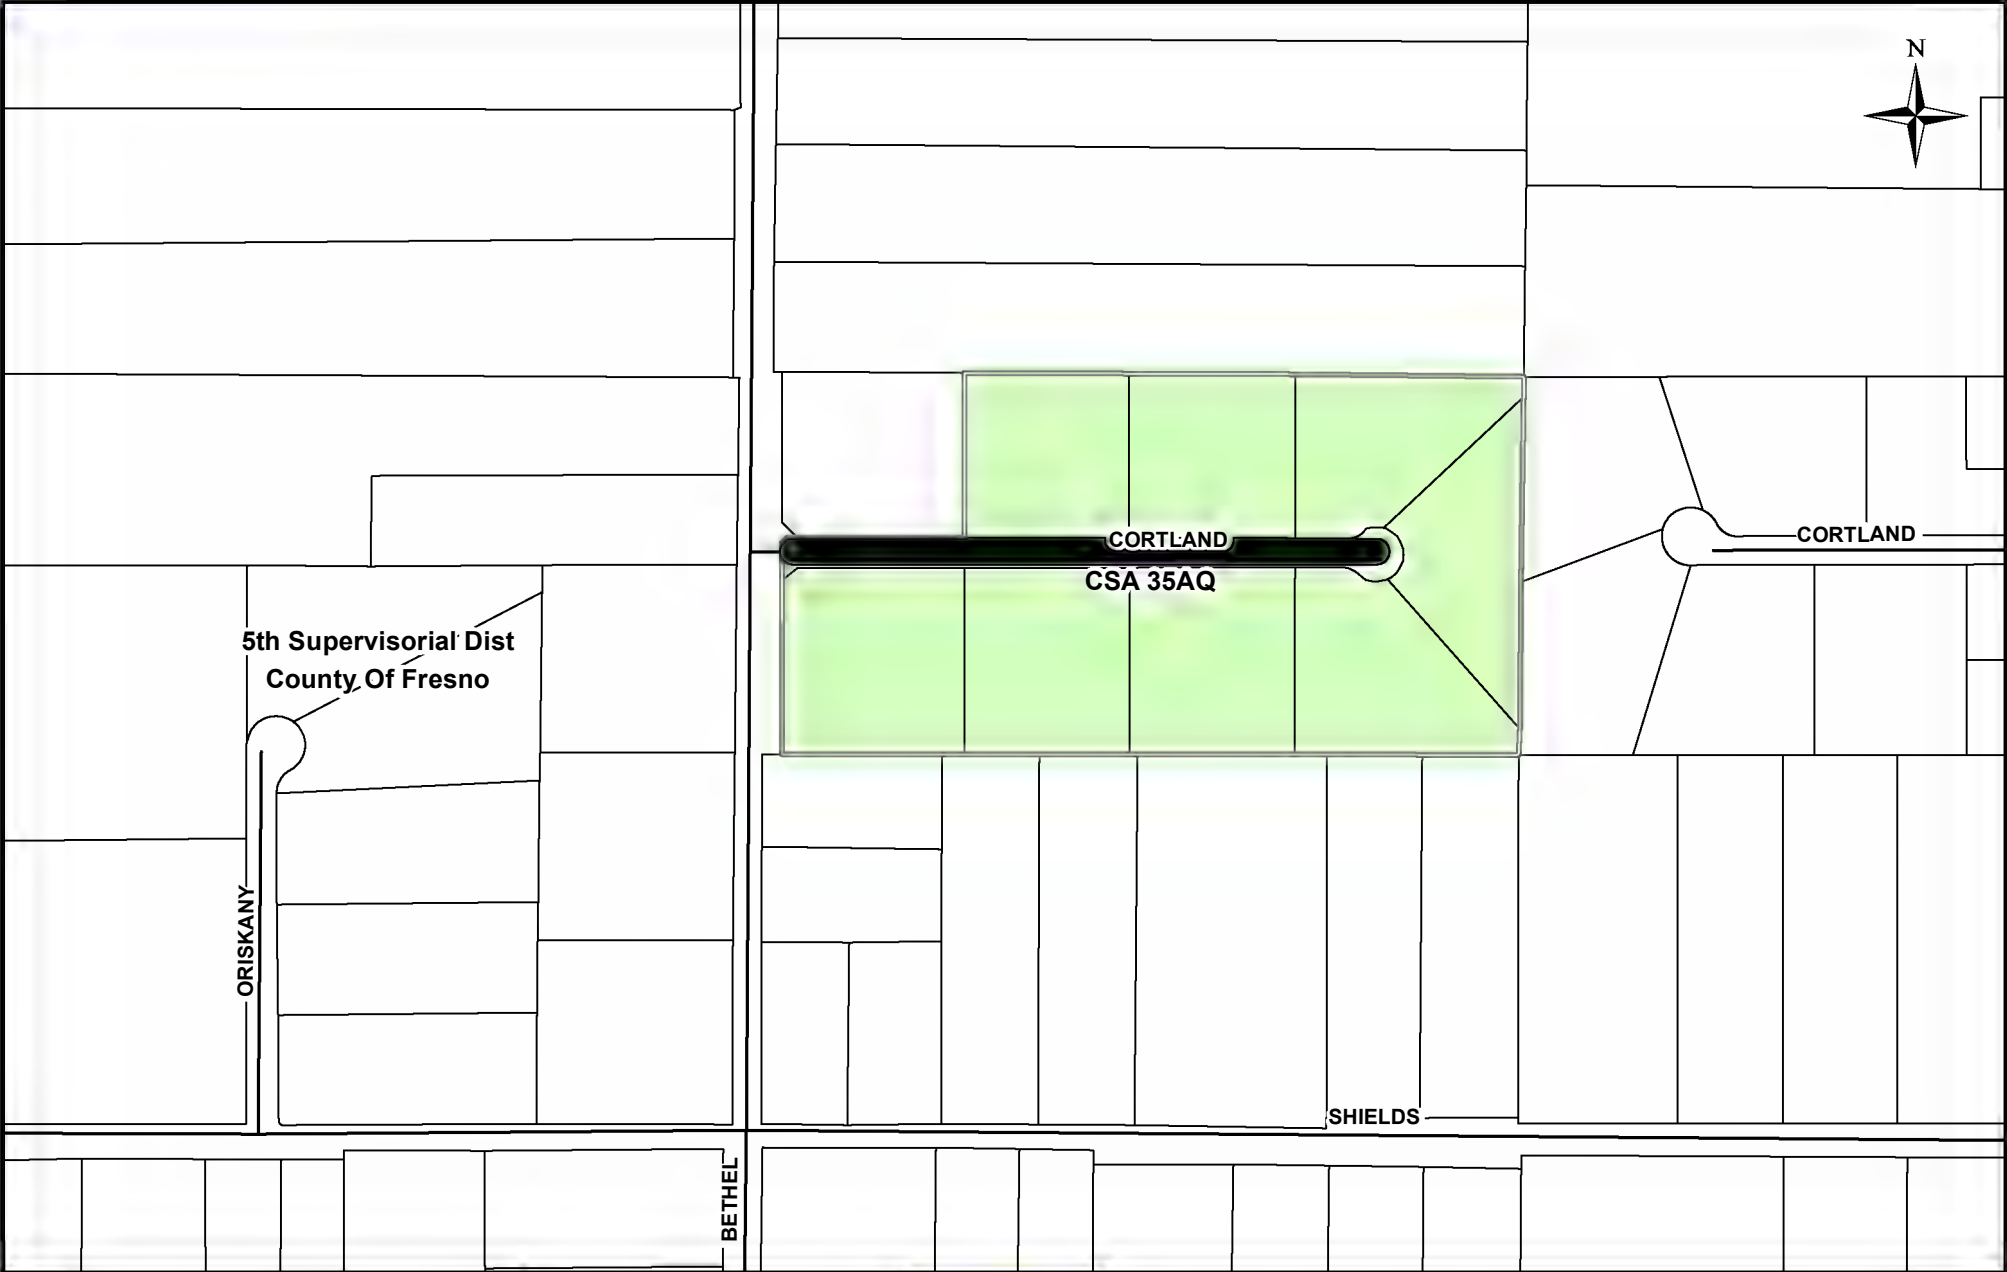 N
CORTLAND
CORTLAND
CSA 35AQ
5th Supervisorial Dist
County Of Fresno
ORISKANY
SHIELDS
BETHEL